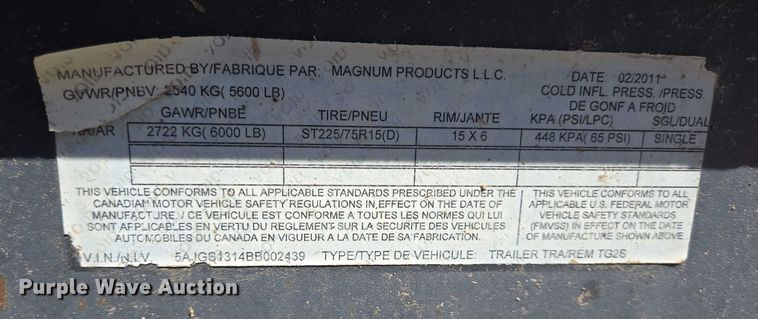 MANUFACTURED BY/FABRIQUE PAR: MAGNUM PRODUCTS L L.C. DATE: 02/2011
GVWR/PNBV: 2540 KG( 5600 LB) COLD INFL. PRESS./PRESS.
DE GONF A FROID
GAWR/PNBE TIRE/PNEU RIM/JANTE KPA (PSI/LPC) SGL/DUAL
RR/AR 2722 KG( 6000 LB) ST225/75R15(D) 15 X 6 448 KPA( 65 PSI) SINGLE
THIS VEHICLE CONFORMS TO ALL APPLICABLE STANDARDS PRESCRIBED UNDER THE
CANADIAN MOTOR VEHICLE SAFETY REGULATIONS IN EFFECT ON THE DATE OF
MANUFACTURE. / CE VEHICULE EST CONFORME A TOUTES LES NORMES QUI LUI
SONT APPLICABLES EN VERTU DU REGLEMENT SUR LA SECURITE DES VEHICULES
AUTOMOBILES DU CANADA EN VIGUEUR A LA DATE DE SA FABRICATION.
THIS VEHICLE CONFORMS TO ALL
APPLICABLE U.S. FEDERAL MOTOR
VEHICLE SAFETY STANDARDS
(FMVSS) IN EFFECT ON THE DATE
OF MANUFACTURE SHOWN ABOVE.
V.I.N./N.I.V. 5AJGS1314BB002439 TYPE/TYPE DE VEHICULE: TRAILER TRA/REM TG2S
Purple Wave Auction